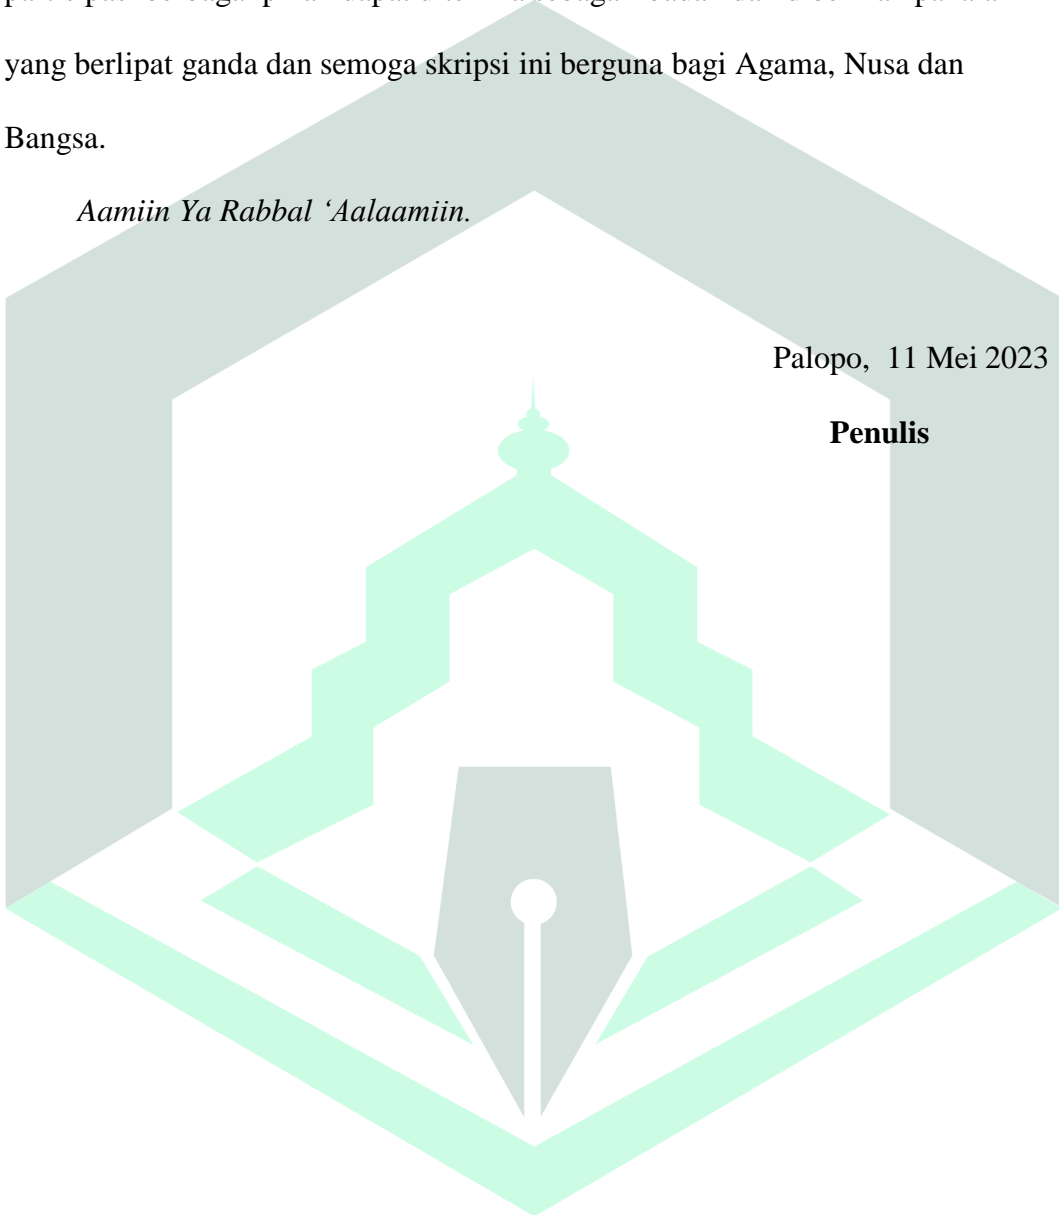 yang berlipat ganda dan semoga skripsi ini berguna bagi Agama, Nusa dan
Bangsa.
Aamiin Ya Rabbal ‘Aalaamiin.
Palopo, 11 Mei 2023
Penulis